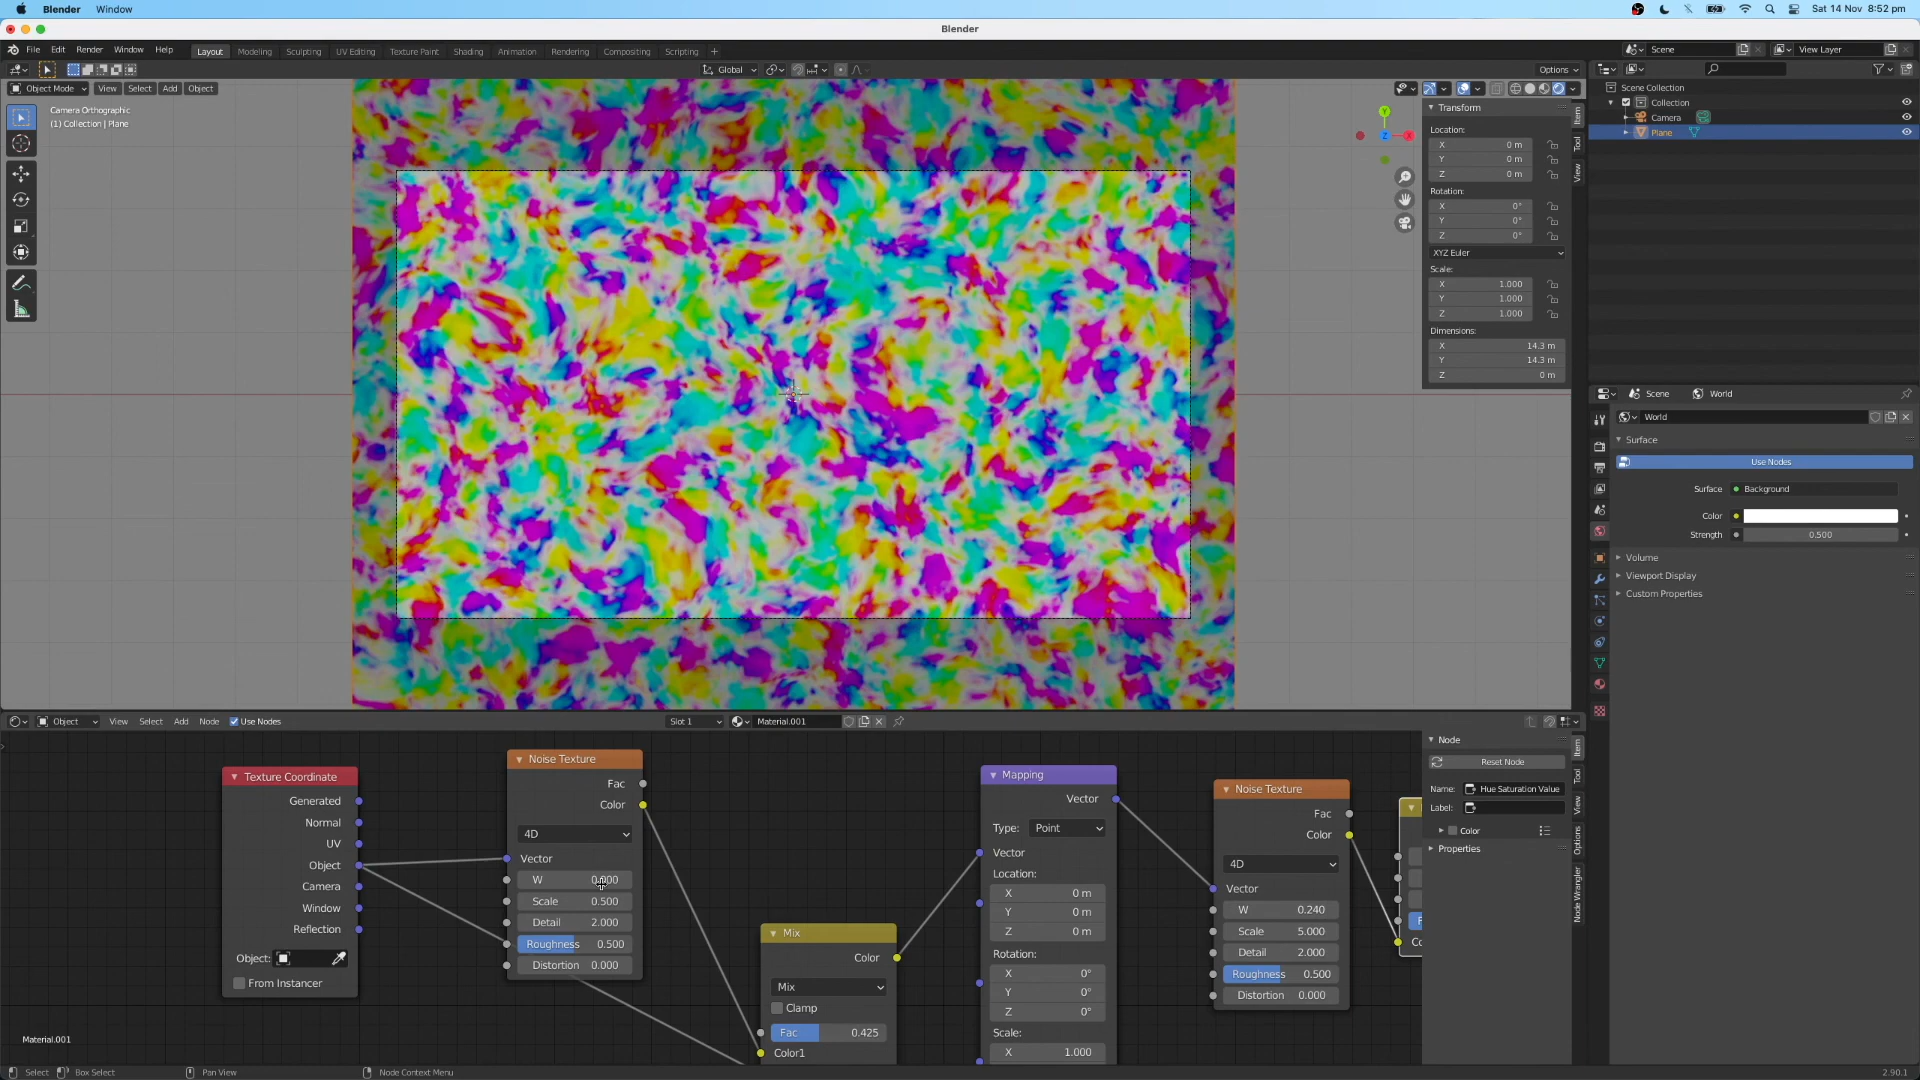 Blender Window Sat 14 Nov 8:52 pm
Blender
File Edit Render Window Help Layout Modeling Sculpting UV Editing Texture Paint Shading Animation Rendering Compositing Scripting + Scene View Layer
Global Options
Object Mode View Select Add Object
Camera Orthographic
(1) Collection | Plane
Y
X
Z
Transform
Location:
X 0 m
Y 0 m
Z 0 m
Rotation:
X 0°
Y 0°
Z 0°
XYZ Euler
Scale:
X 1.000
Y 1.000
Z 1.000
Dimensions:
X 14.3 m
Y 14.3 m
Z 0 m
Item
Tool
View
Scene Collection
Collection
Camera
Plane
Scene World
World
Surface
Use Nodes
Surface Background
Color
Strength 0.500
Volume
Viewport Display
Custom Properties
Object View Select Add Node Use Nodes Slot 1 Material.001
Texture Coordinate
Generated
Normal
UV
Object
Camera
Window
Reflection
Object:
From Instancer
Noise Texture
Fac
Color
4D
Vector
W 0.000
Scale 0.500
Detail 2.000
Roughness 0.500
Distortion 0.000
Mix
Color
Mix
Clamp
Fac 0.425
Color1
Mapping
Vector
Type: Point
Vector
Location:
X 0 m
Y 0 m
Z 0 m
Rotation:
X 0°
Y 0°
Z 0°
Scale:
X 1.000
Noise Texture
Fac
Color
4D
Vector
W 0.240
Scale 5.000
Detail 2.000
Roughness 0.500
Distortion 0.000
Node
Reset Node
Name: Hue Saturation Value
Label:
Color
Properties
Item
Tool
View
Options
Node Wrangler
Material.001
Select Box Select Pan View Node Context Menu 2.90.1